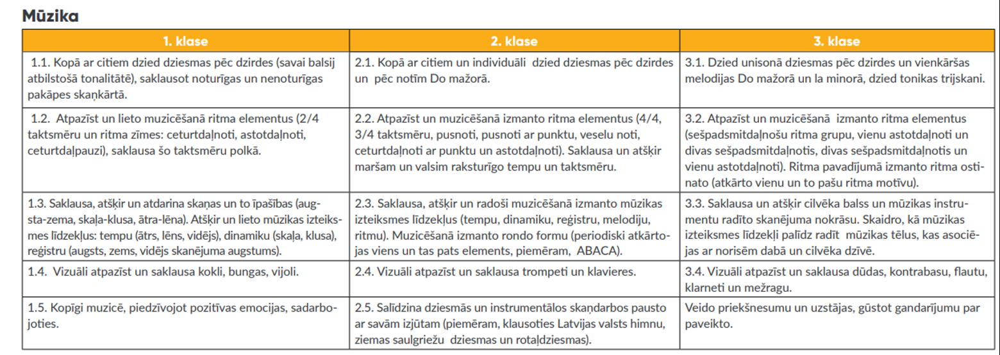 Mūzika
1. klase
2. klase
3. klase
1.1. Kopā ar citiem dzied dziesmas pēc dzirdes (savai balsij
atbilstošā tonalitātē), saklausot noturīgas un nenoturīgas
pakāpes skaņkārtā.
2.1. Kopā ar citiem un individuāli dzied dziesmas pēc dzirdes
un pēc notīm Do mažorā.
3.1. Dzied unisonā dziesmas pēc dzirdes un vienkāršas
melodijas Do mažorā un la minorā, dzied tonikas trijskani.
1.2. Atpazīst un lieto muzicēšanā ritma elementus (2/4
taktsmēru un ritma zīmes: ceturtdaļnoti, astotdaļnoti,
ceturtdaļpauzi), saklausa šo taktsmēru polkā.
2.2. Atpazīst un muzicēšanā izmanto ritma elementus (4/4,
3/4 taktsmēru, pusnoti, pusnoti ar punktu, veselu noti,
ceturtdaļnoti ar punktu un astotdaļnoti). Saklausa un atšķir
maršam un valsim raksturīgo tempu un taktsmēru.
3.2. Atpazīst un muzicēšanā izmanto ritma elementus
(sešpadsmitdaļnošu ritma grupu, vienu astotdaļnoti un
divas sešpadsmitdaļnotis, divas sešpadsmitdaļnotis un
vienu astotdaļnoti). Ritma pavadījumā izmanto ritma osti-
nato (atkārto vienu un to pašu ritma motīvu).
1.3. Saklausa, atšķir un atdarina skaņas un to īpašības (aug-
sta-zema, skaļa-klusa, ātra-lēna). Atšķir un lieto mūzikas izteiks-
mes līdzekļus: tempu (ātrs, lēns, vidējs), dinamiku (skaļa, klusa),
reģistru (augsts, zems, vidējs skanējuma augstums).
2.3. Saklausa, atšķir un radoši muzicēšanā izmanto mūzikas
izteiksmes līdzekļus (tempu, dinamiku, reģistru, melodiju,
ritmu). Muzicēšanā izmanto rondo formu (periodiski atkārto-
jas viens un tas pats elements, piemēram, ABACA).
3.3. Saklausa un atšķir cilvēka balss un mūzikas instru-
mentu radīto skanējuma nokrāsu. Skaidro, kā mūzikas
izteiksmes līdzekļi palīdz radīt mūzikas tēlus, kas asociē-
jas ar norisēm dabā un cilvēka dzīvē.
1.4. Vizuāli atpazīst un saklausa kokli, bungas, vijoli.
2.4. Vizuāli atpazīst un saklausa trompeti un klavieres.
3.4. Vizuāli atpazīst un saklausa dūdas, kontrabasu, flautu,
klarneti un mežragu.
1.5. Kopīgi muzicē, piedzīvojot pozitīvas emocijas, sadarbo-
joties.
2.5. Salīdzina dziesmās un instrumentālos skaņdarbos pausto
ar savām izjūtām (piemēram, klausoties Latvijas valsts himnu,
ziemas saulgriežu dziesmas un rotaļdziesmas).
Veido priekšnesumu un uzstājas, gūstot gandarījumu par
paveikto.